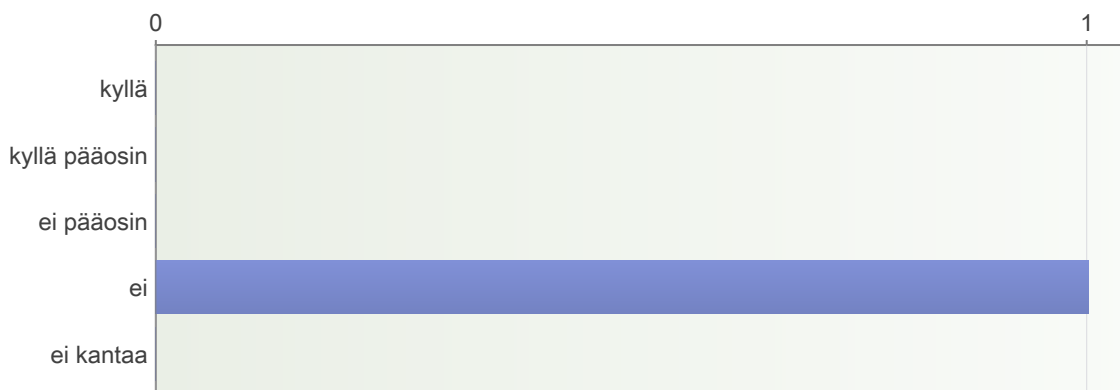 0 1
kyllä
kyllä pääosin
ei pääosin
ei
ei kantaa